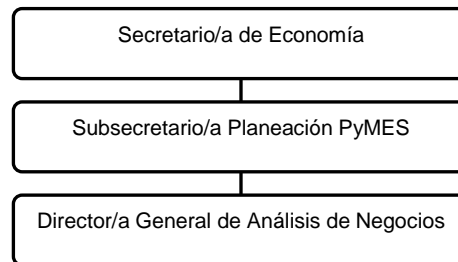 Secretario/a de Economía
Subsecretario/a Planeación PyMES
Director/a General de Análisis de Negocios